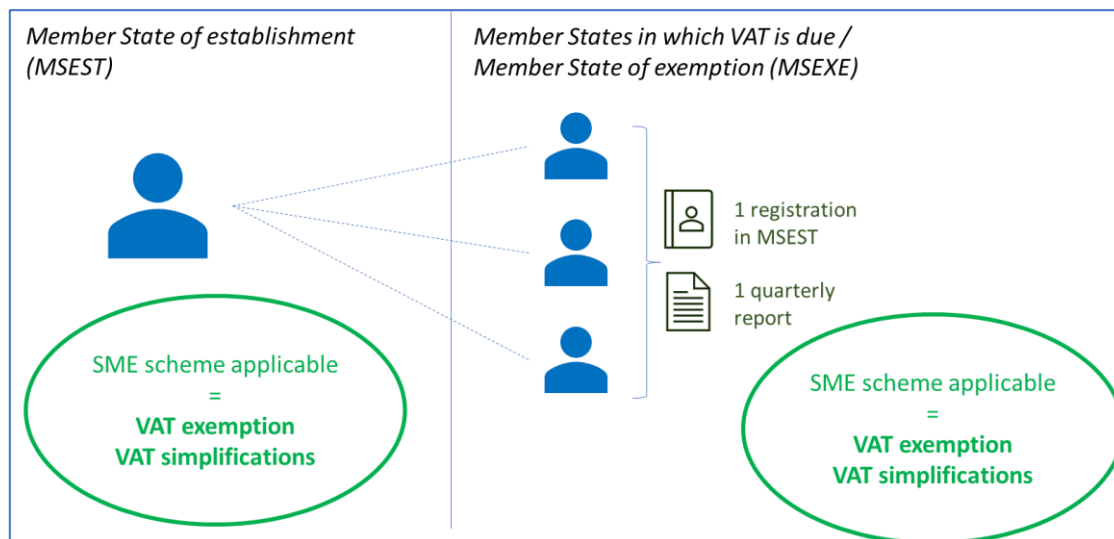 Member State of establishment
(MSEST)
Member States in which VAT is due /
Member State of exemption (MSEXE)
1 registration
in MSEST
1 quarterly
report
SME scheme applicable
=
VAT exemption
VAT simplifications
SME scheme applicable
=
VAT exemption
VAT simplifications